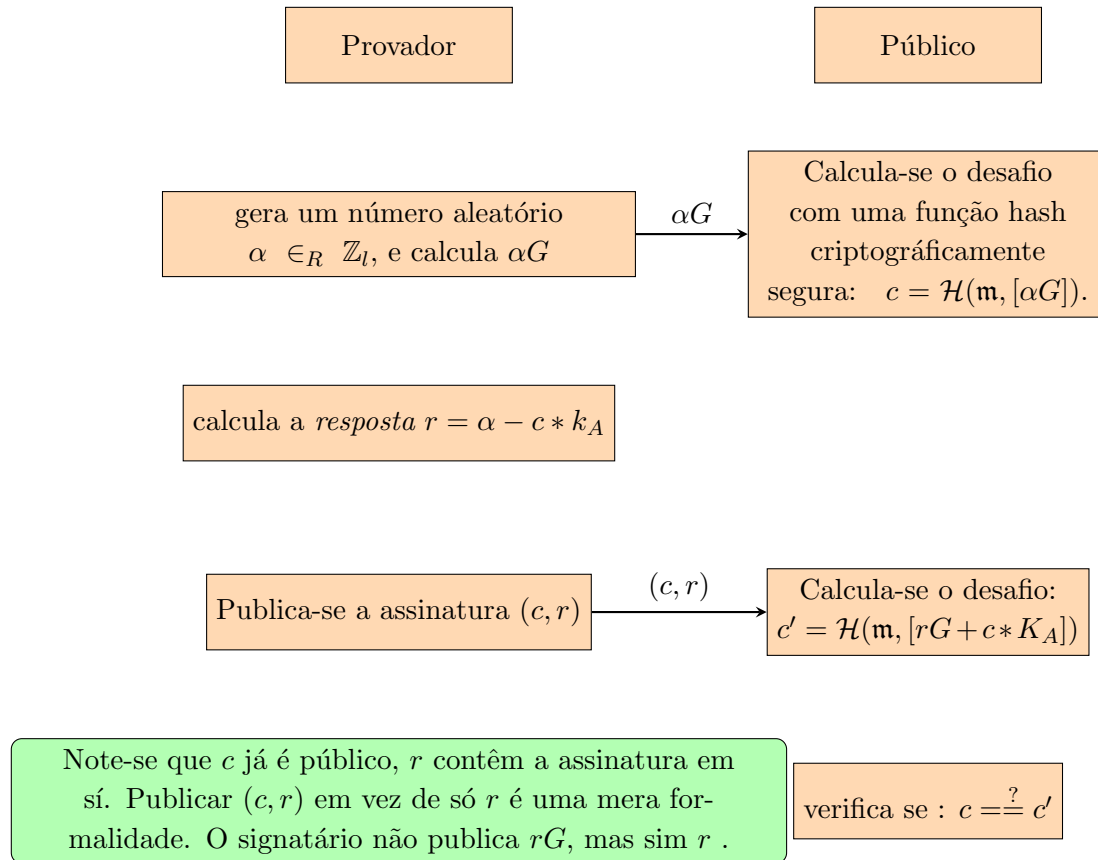 Provador
Público
gera um número aleatório
α ∈_R ℤ_l, e calcula αG
αG
Calcula-se o desafio
com uma função hash
criptográficamente
segura: c = ℋ(𝔪, [αG]).
calcula a resposta r = α − c ∗ k_A
Publica-se a assinatura (c, r)
(c, r)
Calcula-se o desafio:
c′ = ℋ(𝔪, [rG + c ∗ K_A])
Note-se que c já é público, r contêm a assinatura em
sí. Publicar (c, r) em vez de só r é uma mera for-
malidade. O signatário não publica rG, mas sim r .
verifica se : c =≟ c′